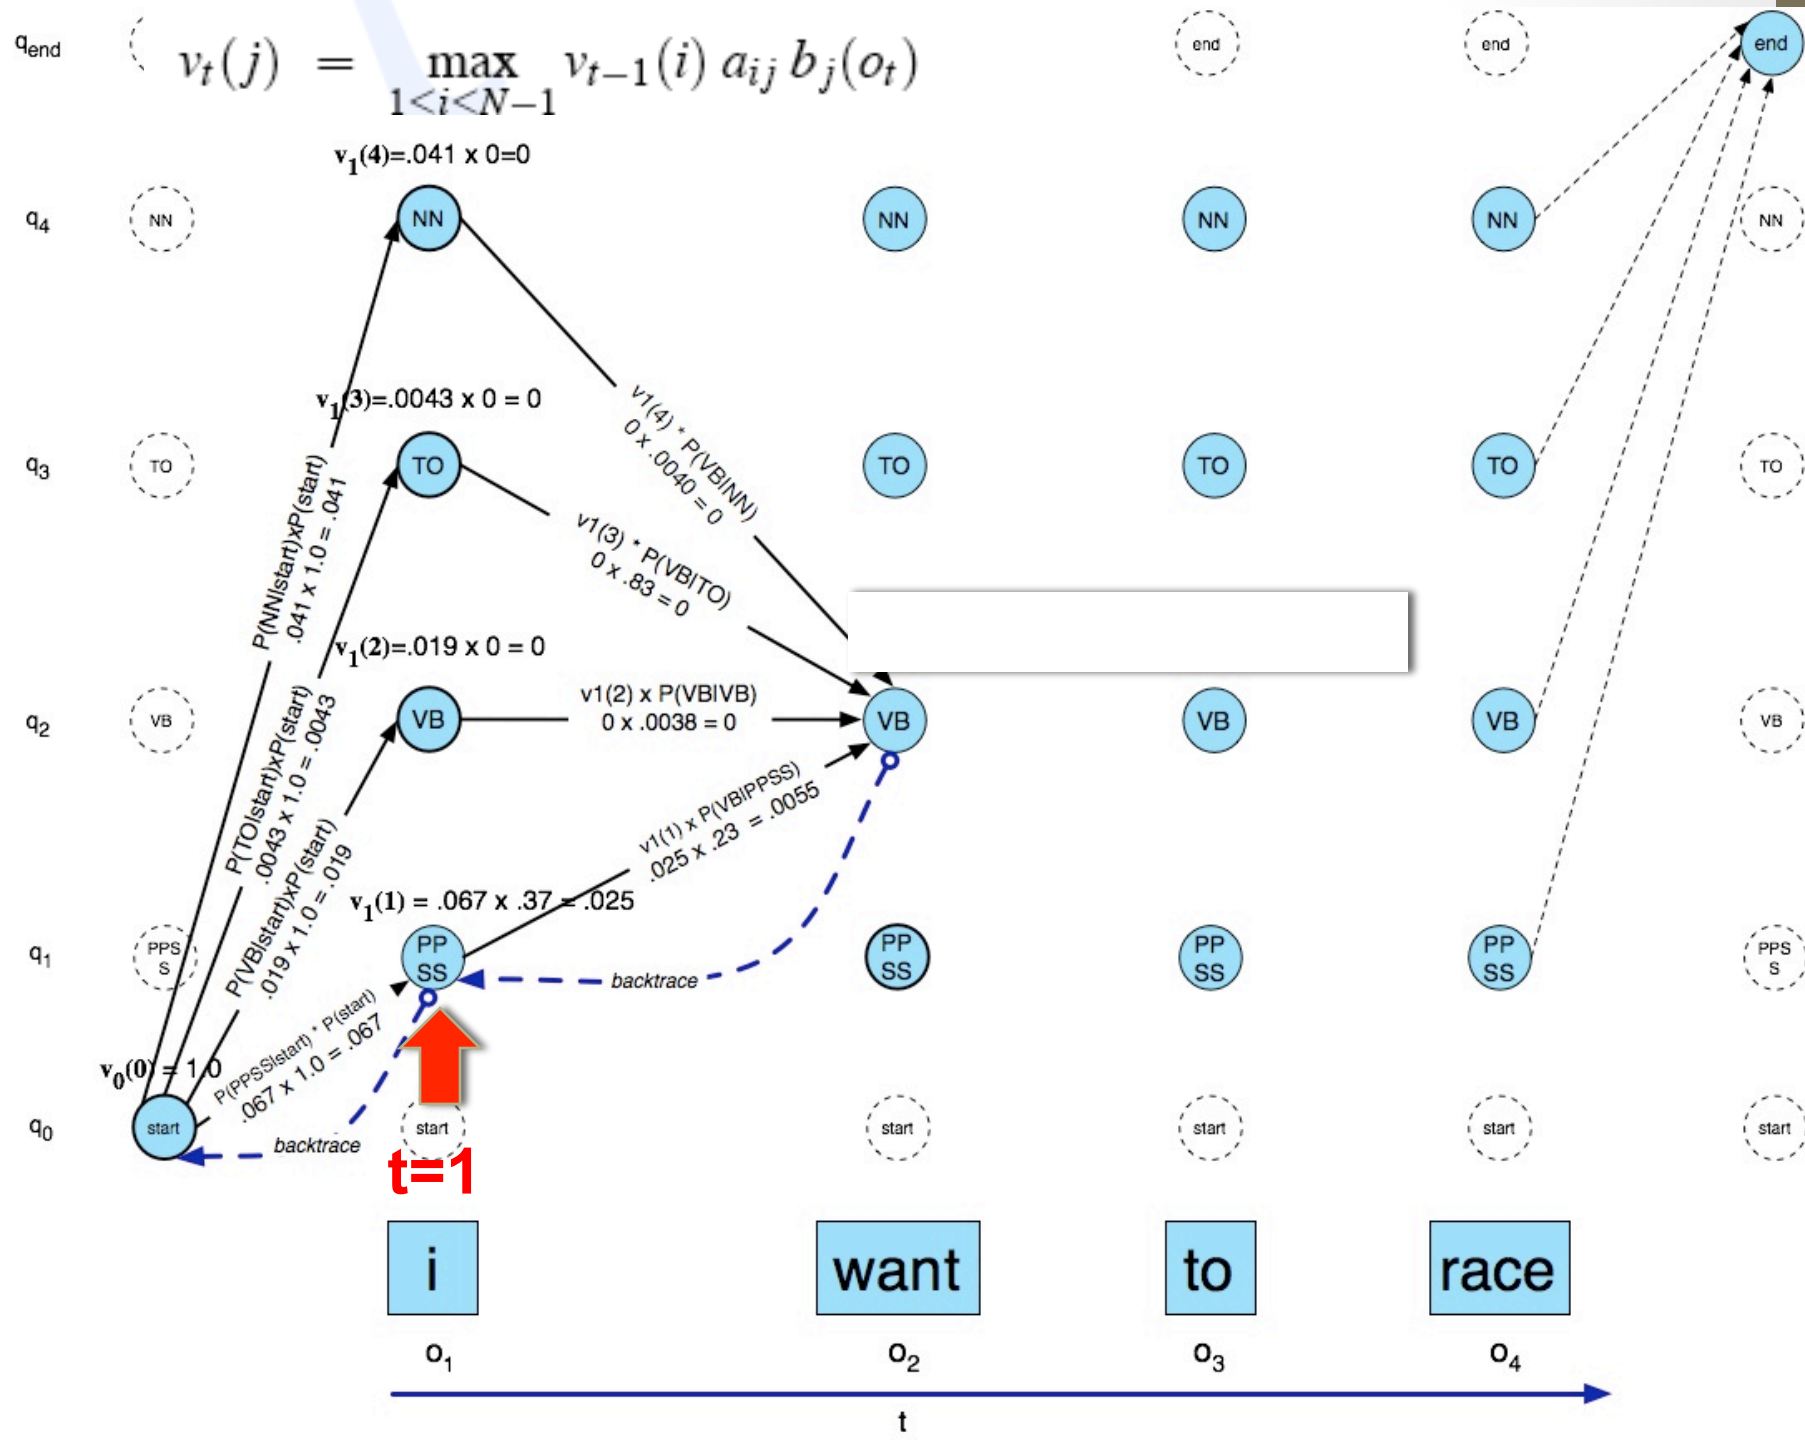 q_end
v_t(j) = max_{1<i<N−1} v_{t−1}(i) a_{ij} b_j(o_t)
end
end
end
v_1(4)=.041 x 0=0
q_4
NN
NN
NN
NN
NN
NN
v1(4) * P(VB|NN)
0 x .0040 = 0
v_1(3)=.0043 x 0 = 0
q_3
TO
TO
TO
TO
TO
TO
P(NN|start)xP(start)
.041 x 1.0 = .041
v1(3) * P(VB|TO)
0 x .83 = 0
v_1(2)=.019 x 0 = 0
q_2
VB
VB
v1(2) x P(VB|VB)
0 x .0038 = 0
VB
VB
VB
VB
P(TO|start)xP(start)
.0043 x 1.0 = .0043
v1(1) x P(VB|PPSS)
.025 x .23 = .0055
P(VB|start)xP(start)
.019 x 1.0 = .019
v_1(1) = .067 x .37 = .025
q_1
PPS
S
PP
SS
PP
SS
PP
SS
PP
SS
PPS
S
backtrace
P(PPSS|start) * P(start)
.067 x 1.0 = .067
v_0(0) = 1.0
q_0
start
start
start
start
start
start
backtrace
t=1
i
want
to
race
o_1
o_2
o_3
o_4
t